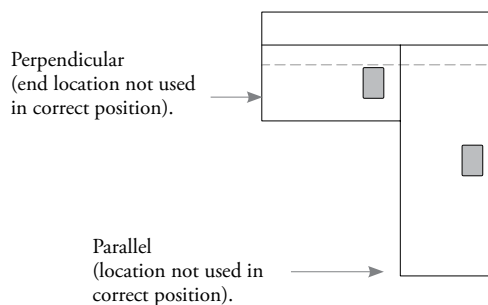 Perpendicular
(end location not used
in correct position).
Parallel
(location not used in
correct position).